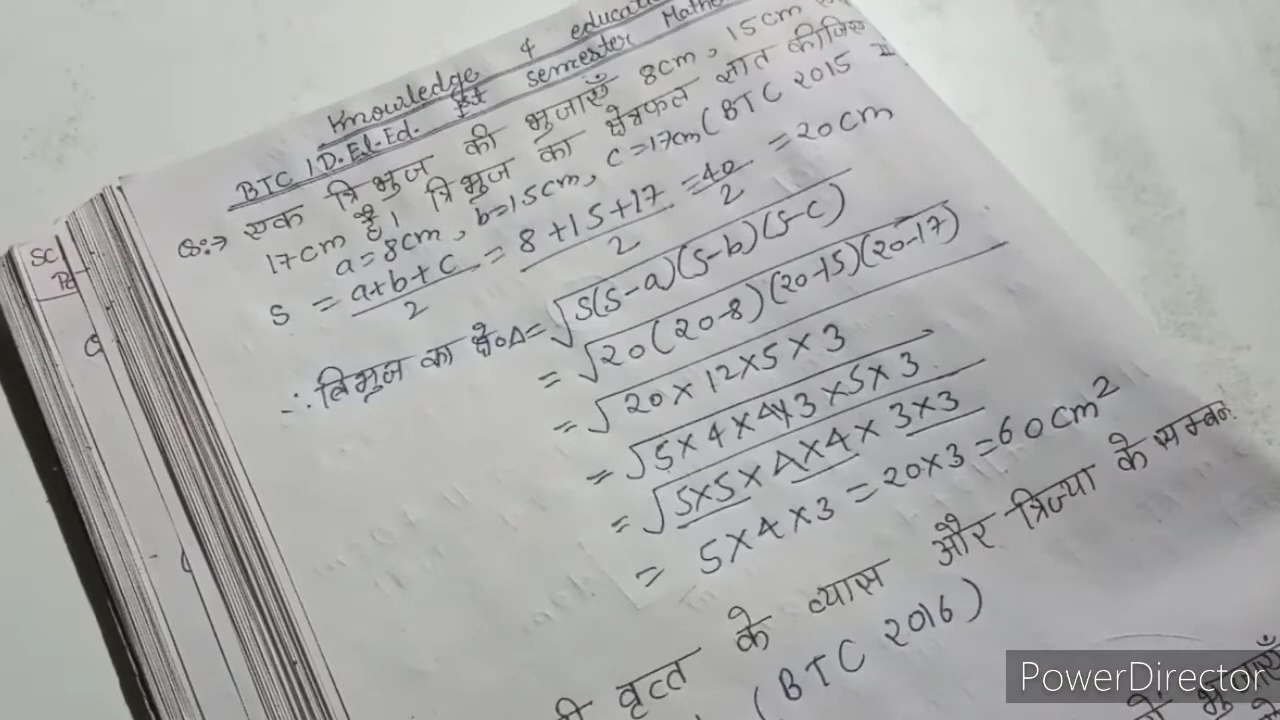 Knowledge & educati
BTC / D.El.Ed. Ist semester Mathe
Q:→ एक त्रिभुज की भुजाएँ 8cm, 15cm
17cm है। त्रिभुज का क्षेत्रफल ज्ञात कीजिए
a=8cm, b=15cm, c=17cm (BTC 2015
s = a+b+c/2 = 8+15+17/2 = 40/2 = 20cm
∴ त्रिभुज का क्षे०Δ = √s(s-a)(s-b)(s-c)
= √20(20-8)(20-15)(20-17)
= √20×12×5×3
= √5×4×4×3×5×3
= √5×5×4×4×3×3
= 5×4×3 = 20×3 = 60cm²
वृत्त के व्यास और त्रिज्या के सम्बन
(BTC 2016)
भुजाएँ
SC
PowerDirector